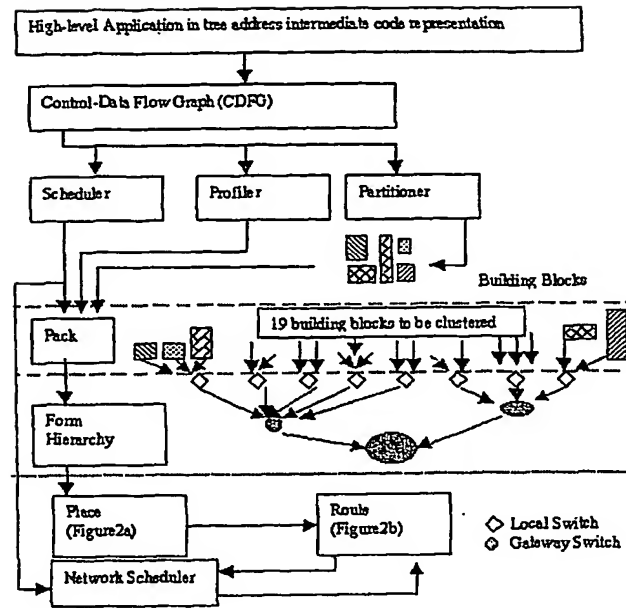 High-level Application in tree address intermediate code representation
Control-Data Flow Graph (CDFG)
Scheduler
Profiler
Partitioner
Building Blocks
Pack
19 building blocks to be clustered
Form
Hierarchy
Place
(Figure2a)
Route
(Figure2b)
Local Switch
Gateway Switch
Network Scheduler